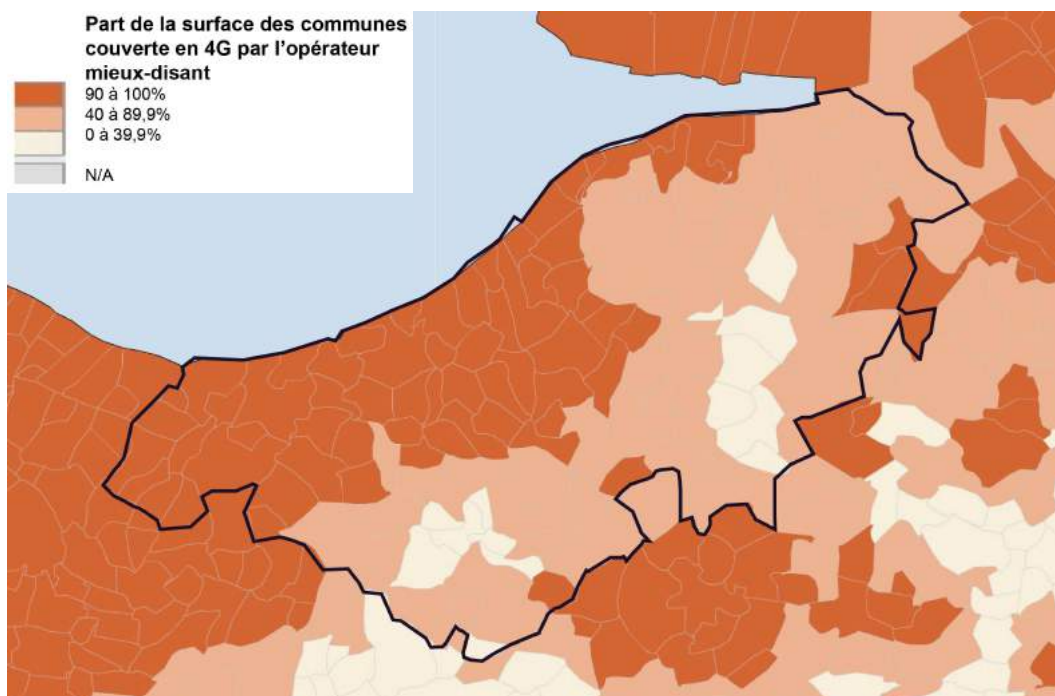 Part de la surface des communes
couverte en 4G par l’opérateur
mieux-disant
90 à 100%
40 à 89,9%
0 à 39,9%
N/A